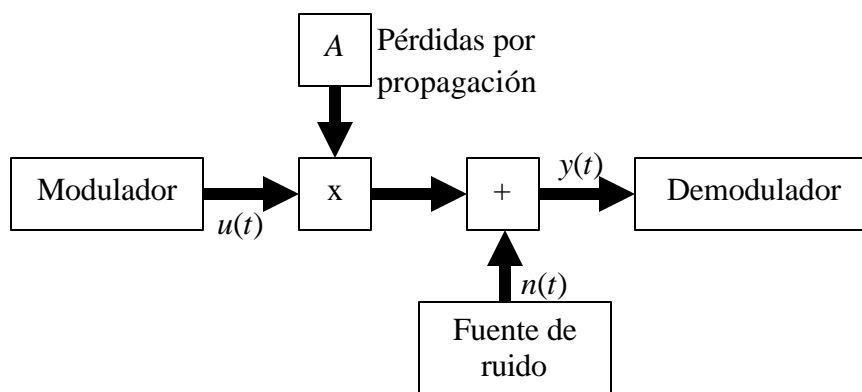 A
Pérdidas por
propagación
Modulador
u(t)
x
+
y(t)
Demodulador
n(t)
Fuente de
ruido